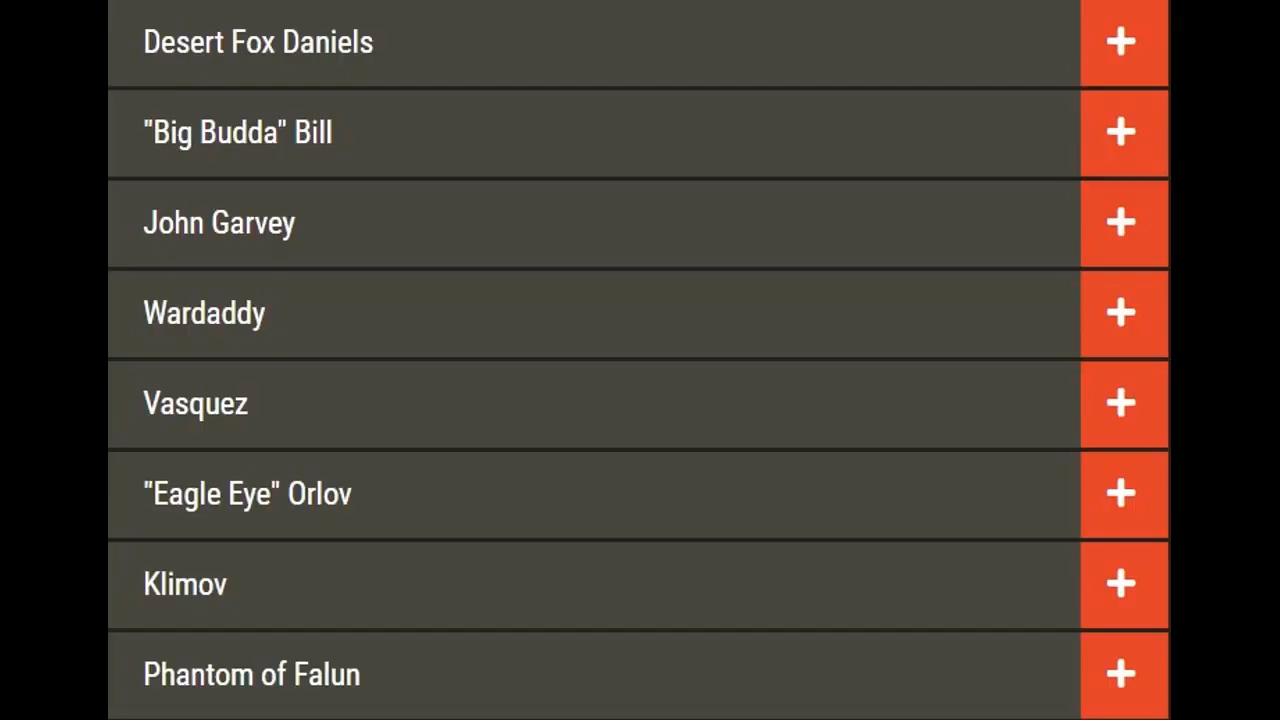 Desert Fox Daniels
"Big Budda" Bill
John Garvey
Wardaddy
Vasquez
"Eagle Eye" Orlov
Klimov
Phantom of Falun